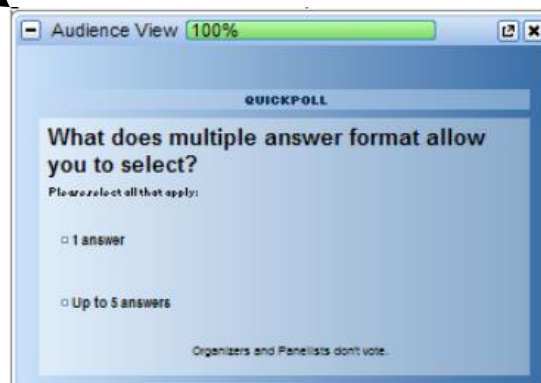 Audience View 100%
QUICKPOLL
What does multiple answer format allow
you to select?
Please select all that apply:
1 answer
Up to 5 answers
Organizers and Panelists don't vote.